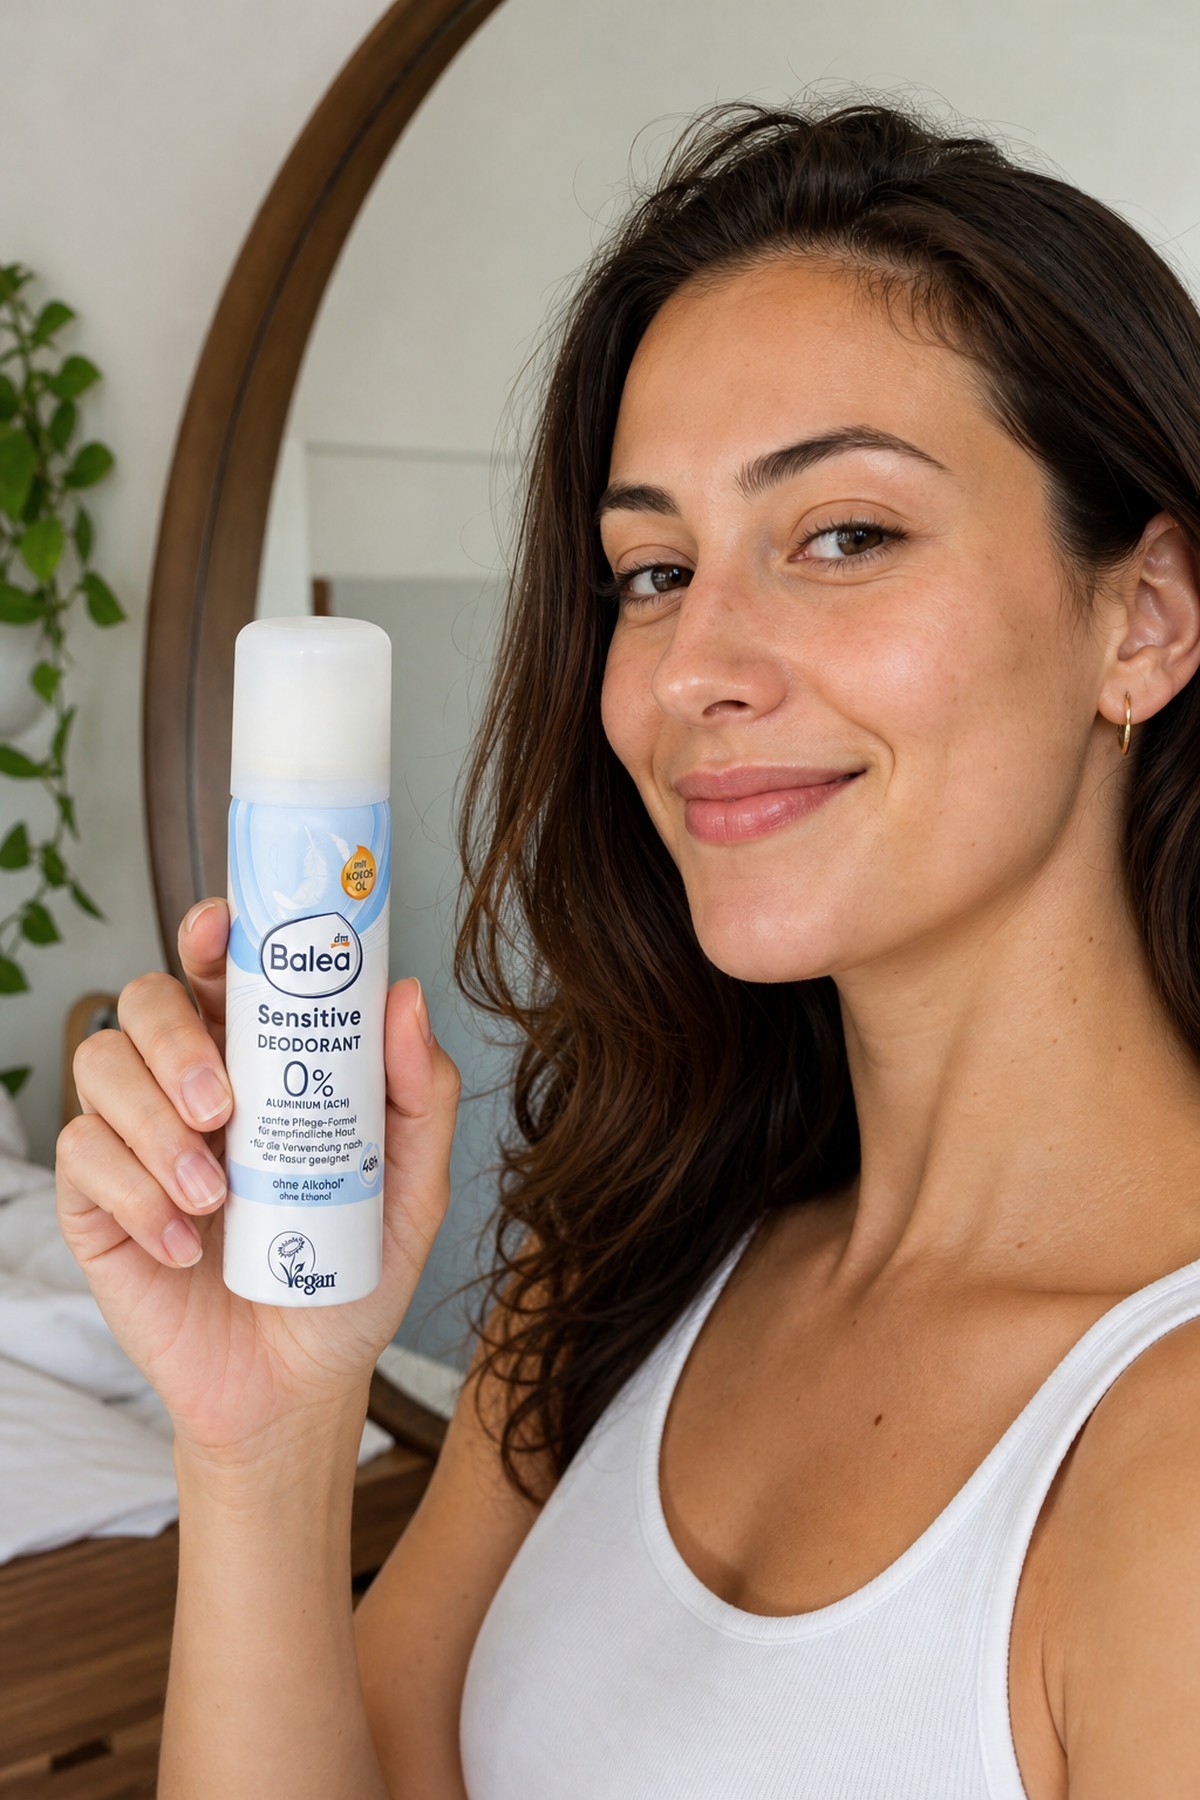 mit
KOKOS
ÖL
dm
Balea
Sensitive
DEODORANT
0%
ALUMINIUM (ACH)
• sanfte Pflege-Formel
für empfindliche Haut
• für die Verwendung nach
der Rasur geeignet
48h
ohne Alkohol*
ohne Ethanol
Vegan